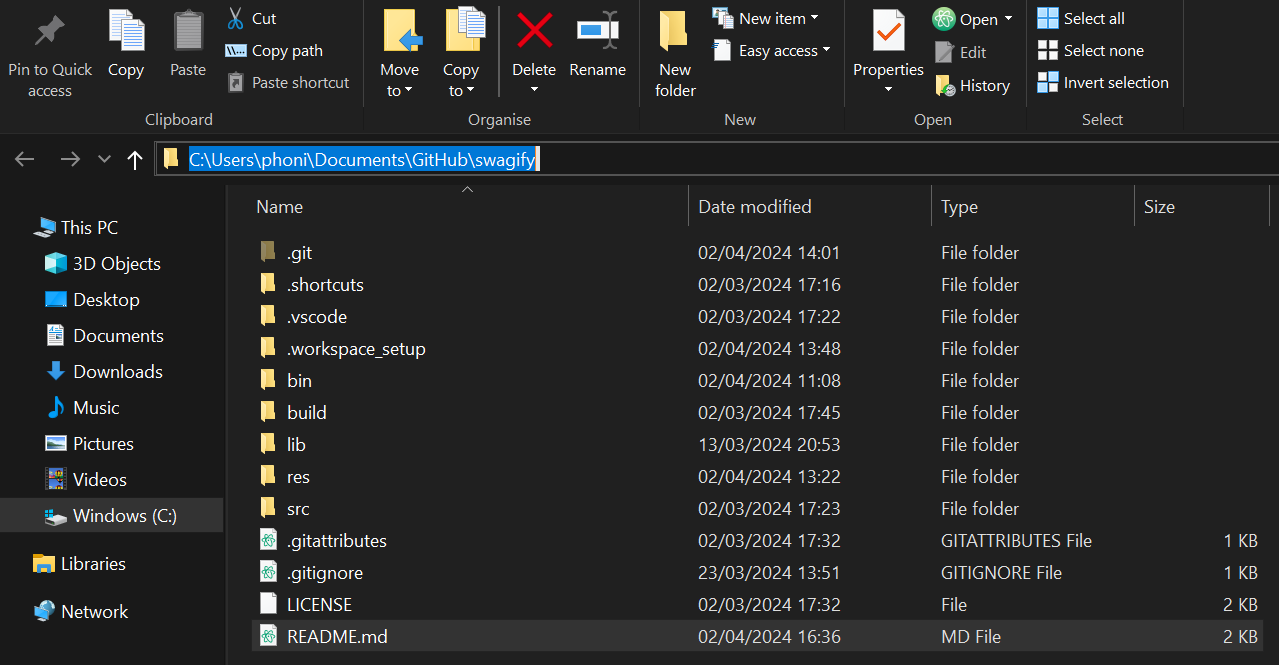 Pin to Quick access
Copy
Paste
Cut
Copy path
Paste shortcut
Clipboard
Move to
Copy to
Delete
Rename
Organise
New folder
New item
Easy access
New
Properties
Open
Edit
History
Open
Select all
Select none
Invert selection
Select
C:\Users\phoni\Documents\GitHub\swagify
This PC
3D Objects
Desktop
Documents
Downloads
Music
Pictures
Videos
Windows (C:)
Libraries
Network
Name Date modified Type Size
.git 02/04/2024 14:01 File folder
.shortcuts 02/03/2024 17:16 File folder
.vscode 02/03/2024 17:22 File folder
.workspace_setup 02/04/2024 13:48 File folder
bin 02/04/2024 11:08 File folder
build 02/03/2024 17:45 File folder
lib 13/03/2024 20:53 File folder
res 02/04/2024 13:22 File folder
src 02/03/2024 17:23 File folder
.gitattributes 02/03/2024 17:32 GITATTRIBUTES File 1 KB
.gitignore 23/03/2024 13:51 GITIGNORE File 1 KB
LICENSE 02/03/2024 17:32 File 2 KB
README.md 02/04/2024 16:36 MD File 2 KB